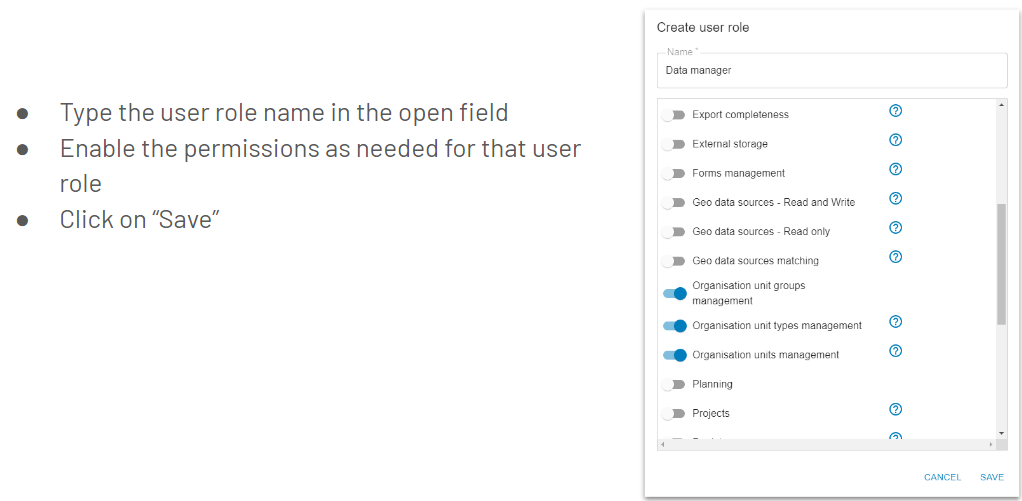 ● Type the user role name in the open field
● Enable the permissions as needed for that user
role
● Click on “Save”
Create user role
Name *
Data manager
Export completeness
External storage
Forms management
Geo data sources - Read and Write
Geo data sources - Read only
Geo data sources matching
Organisation unit groups
management
Organisation unit types management
Organisation units management
Planning
Projects
CANCEL SAVE